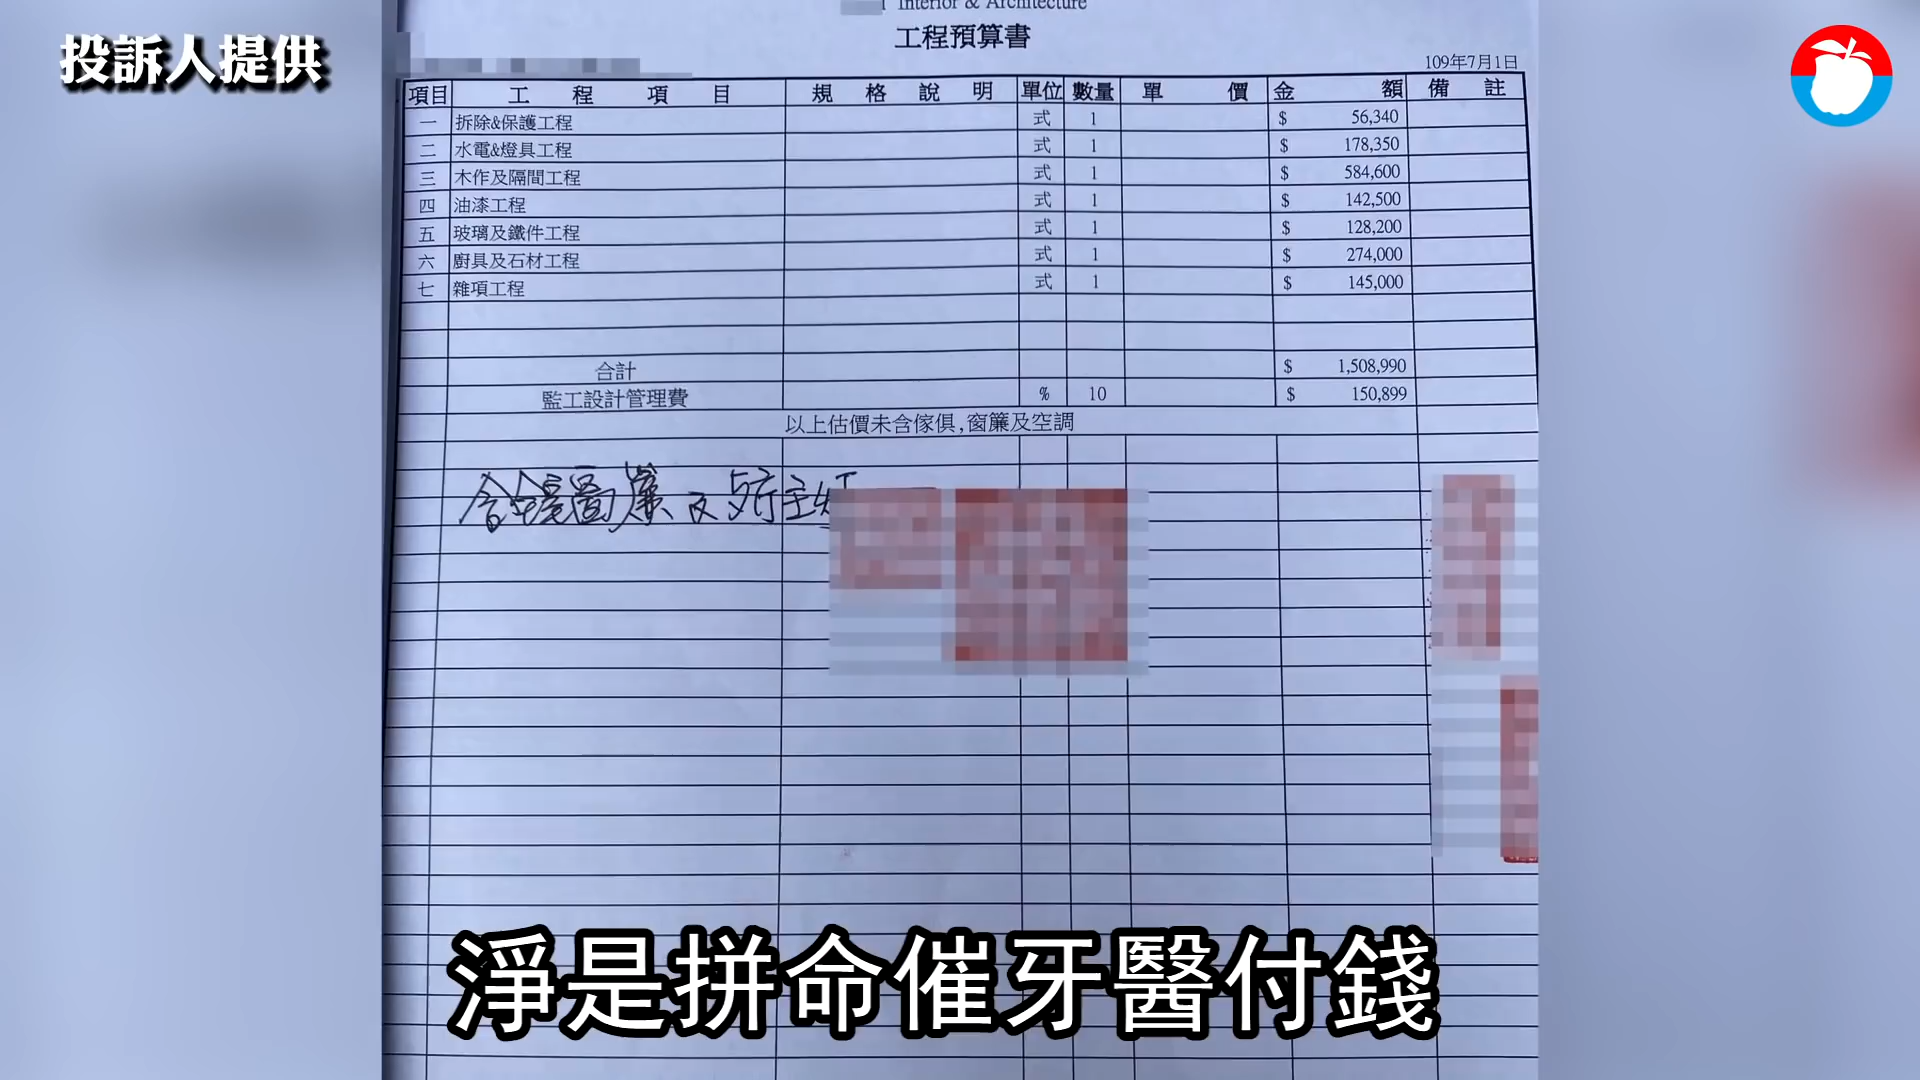 Interior & Architecture
投訴人提供
工程預算書
109年7月1日
項目 工程項目 規格說明 單位 數量 單價 金額 備註
一 拆除&保護工程 式 1 $ 56,340
二 水電&燈具工程 式 1 $ 178,350
三 木作及隔間工程 式 1 $ 584,600
四 油漆工程 式 1 $ 142,500
五 玻璃及鐵件工程 式 1 $ 128,200
六 廚具及石材工程 式 1 $ 274,000
七 雜項工程 式 1 $ 145,000
合計 $ 1,508,990
監工設計管理費 % 10 $ 150,899
以上估價未含傢俱,窗簾及空調
淨是拼命催牙醫付錢